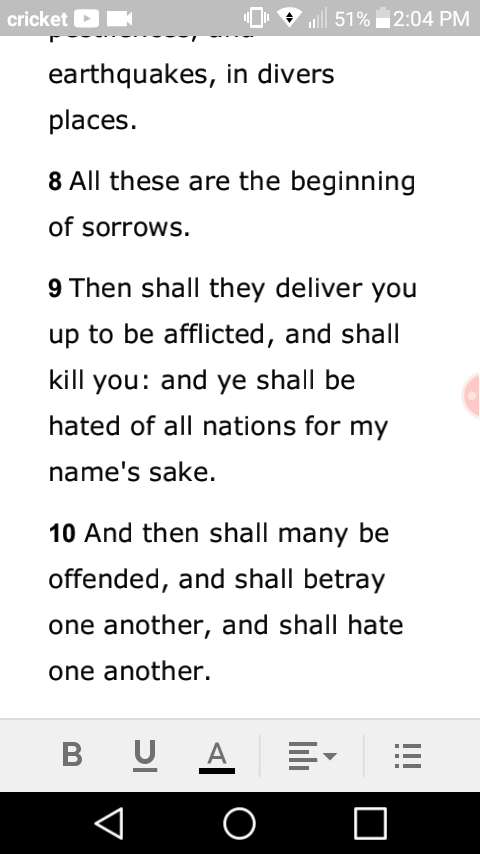 cricket 51% 2:04 PM
earthquakes, in divers
places.
8 All these are the beginning
of sorrows.
9 Then shall they deliver you
up to be afflicted, and shall
kill you: and ye shall be
hated of all nations for my
name's sake.
10 And then shall many be
offended, and shall betray
one another, and shall hate
one another.
B U A